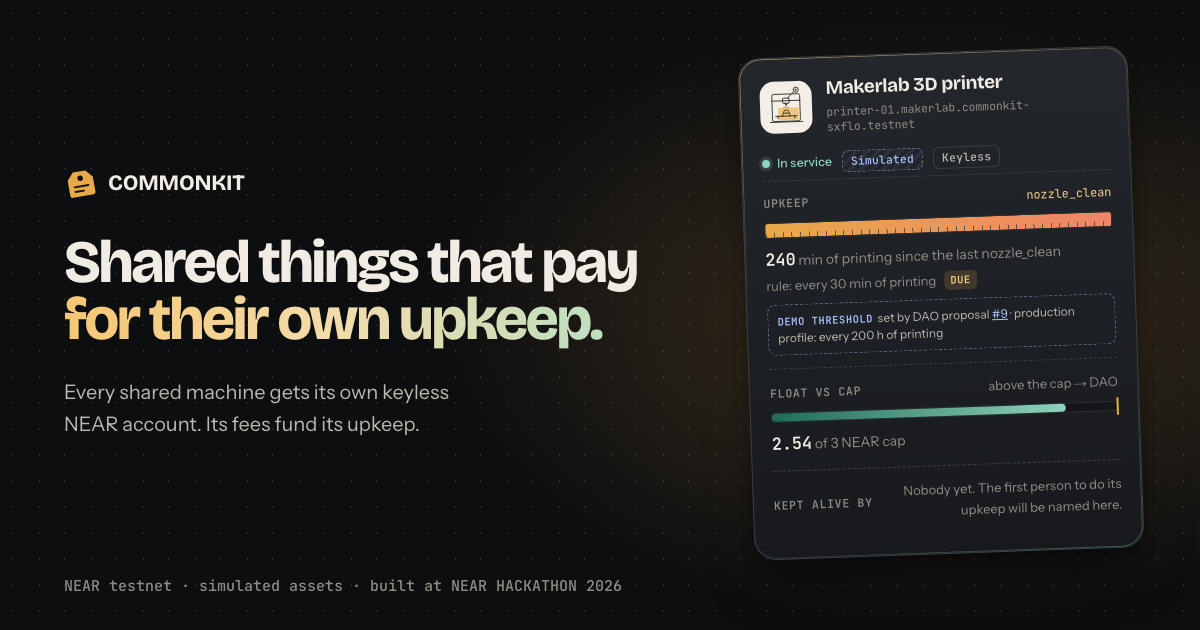 COMMONKIT
Shared things that pay
for their own upkeep.
Every shared machine gets its own keyless
NEAR account. Its fees fund its upkeep.
NEAR testnet · simulated assets · built at NEAR HACKATHON 2026
Makerlab 3D printer
printer-01.makerlab.commonkit-
sxflo.testnet
In service Simulated Keyless
UPKEEP nozzle_clean
240 min of printing since the last nozzle_clean
rule: every 30 min of printing DUE
DEMO THRESHOLD set by DAO proposal #9 · production
profile: every 200 h of printing
FLOAT VS CAP above the cap → DAO
2.54 of 3 NEAR cap
KEPT ALIVE BY Nobody yet. The first person to do its
upkeep will be named here.